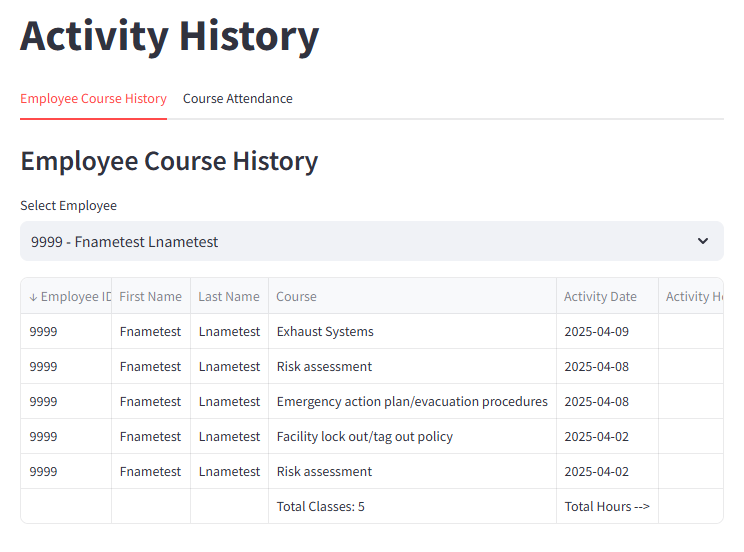 Activity History
Employee Course History Course Attendance
Employee Course History
Select Employee
9999 - Fnametest Lnametest
↓ Employee ID First Name Last Name Course Activity Date Activity
9999 Fnametest Lnametest Exhaust Systems 2025-04-09
9999 Fnametest Lnametest Risk assessment 2025-04-08
9999 Fnametest Lnametest Emergency action plan/evacuation procedures 2025-04-08
9999 Fnametest Lnametest Facility lock out/tag out policy 2025-04-02
9999 Fnametest Lnametest Risk assessment 2025-04-02
Total Classes: 5 Total Hours -->